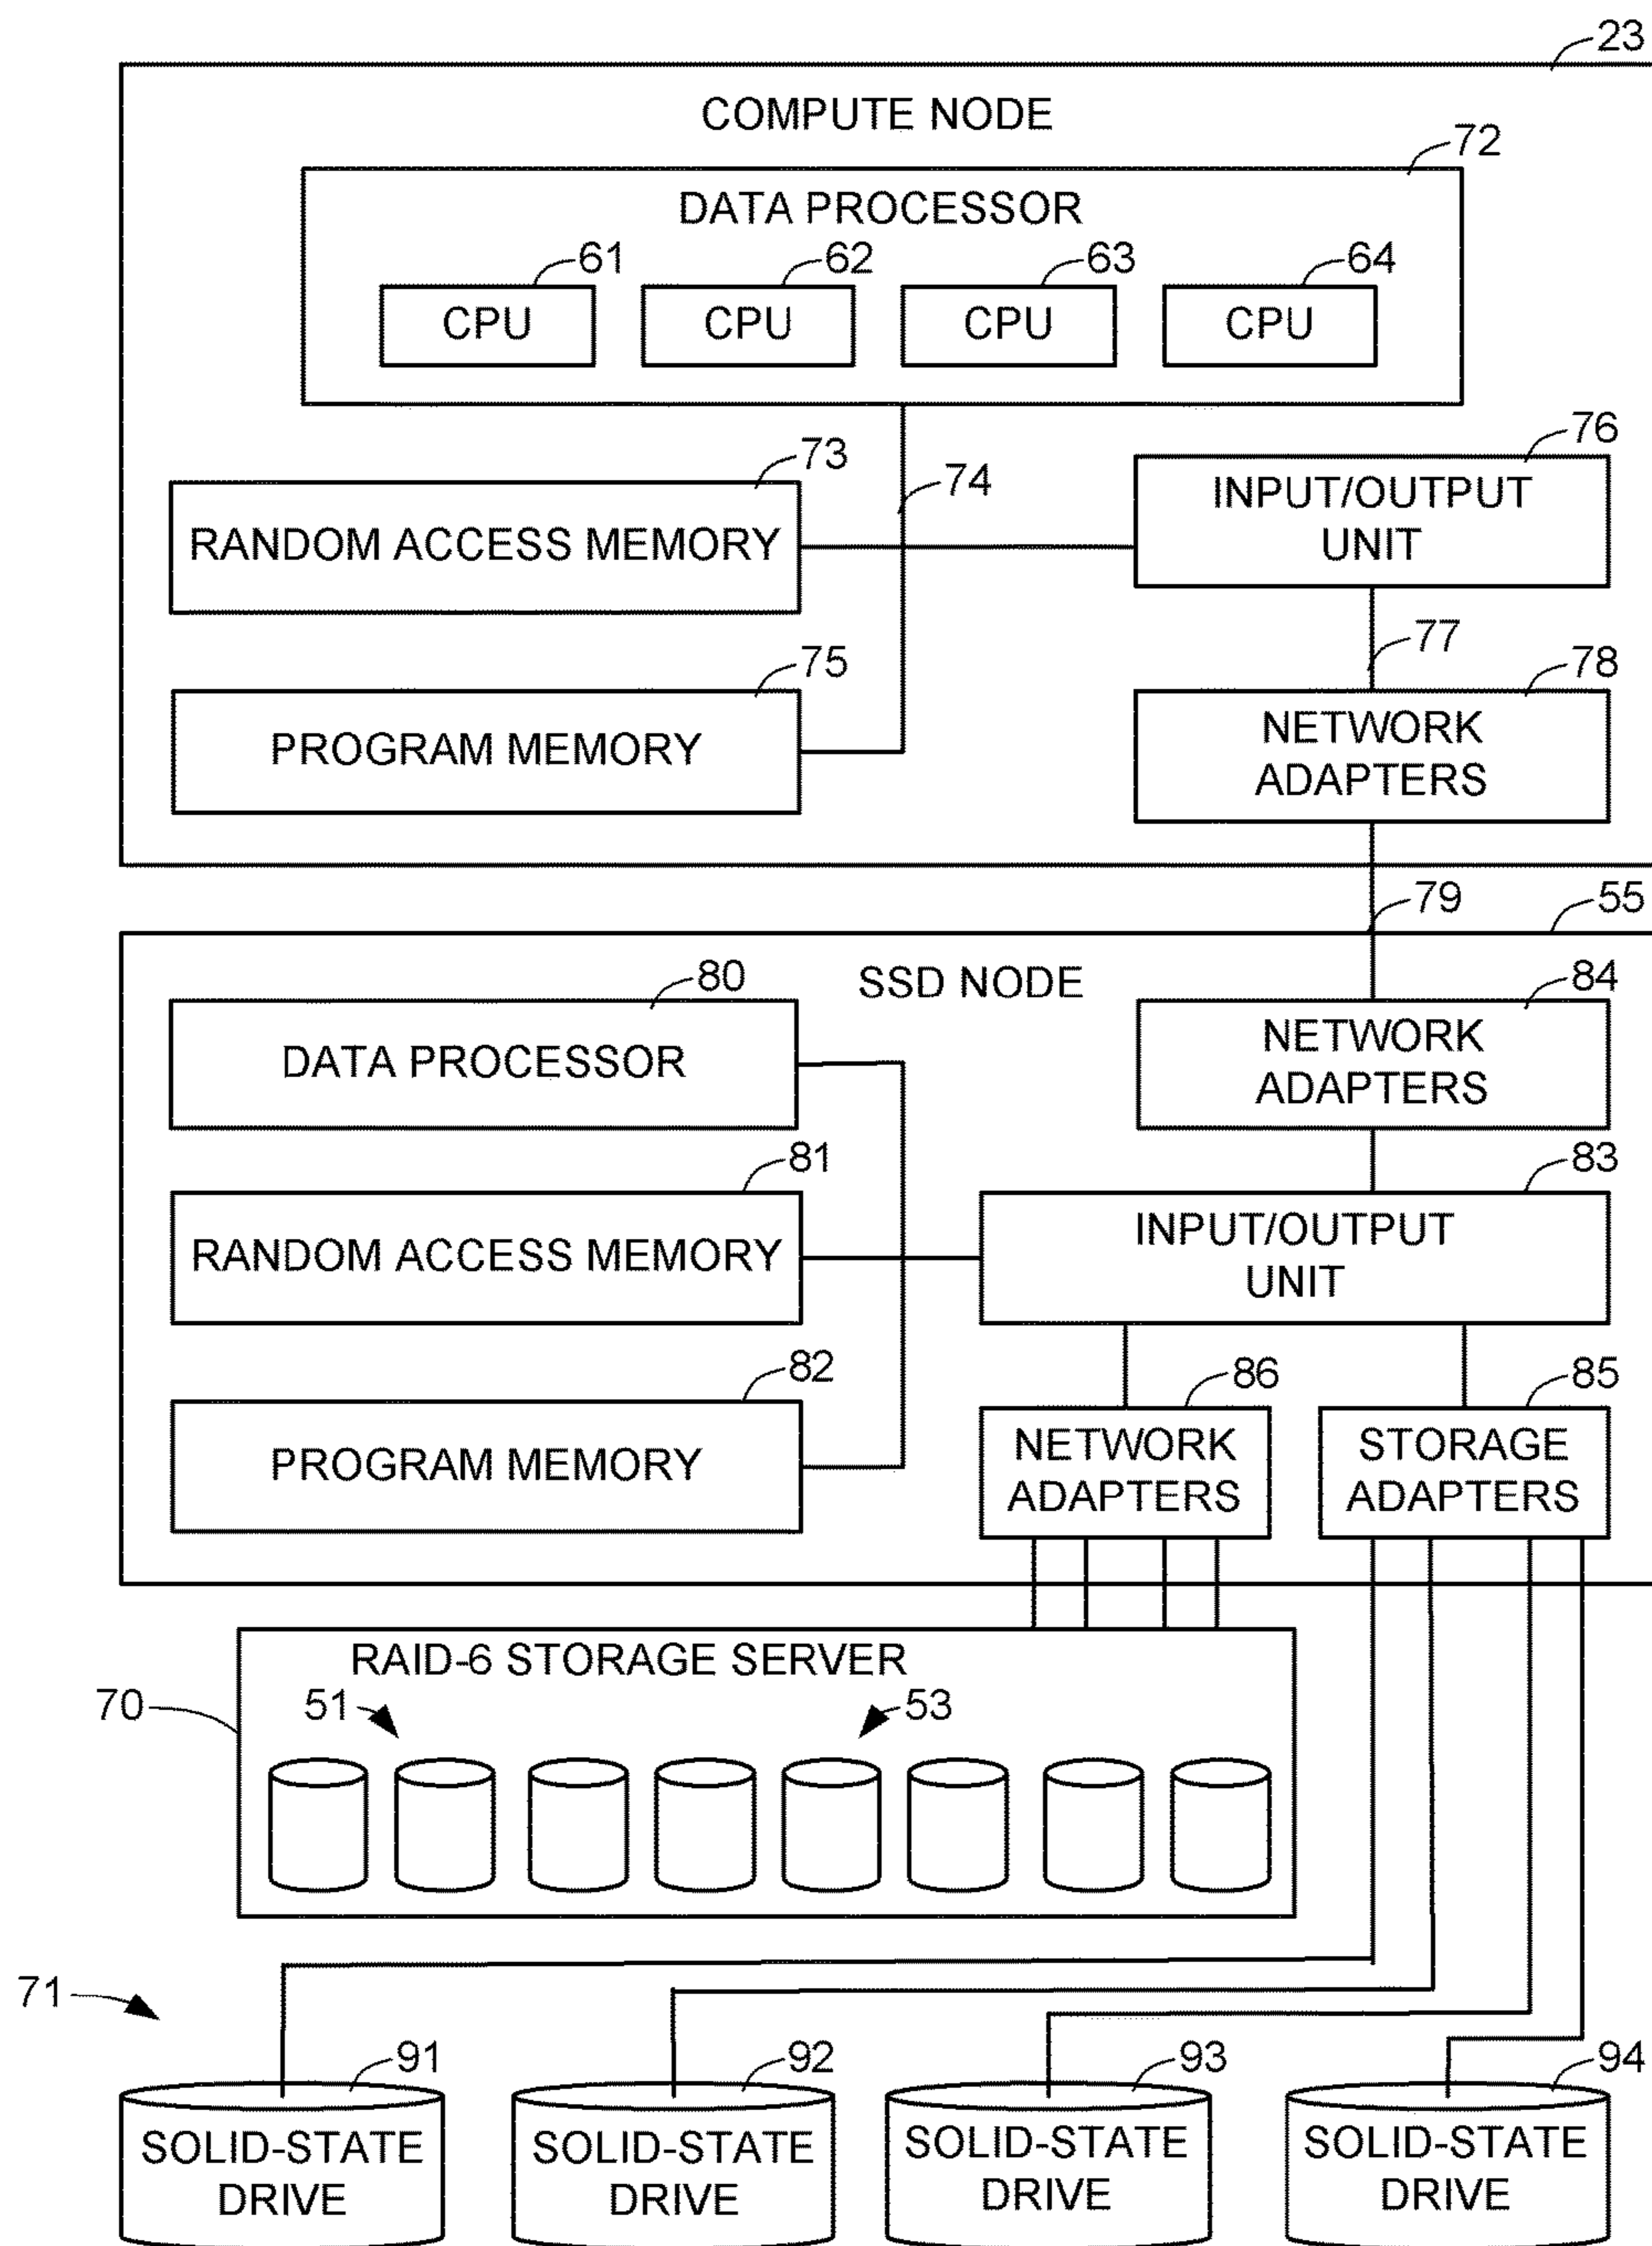 23
COMPUTE NODE
72
DATA PROCESSOR
61
62
63
64
CPU
CPU
CPU
CPU
73
74
76
RANDOM ACCESS MEMORY
INPUT/OUTPUT
UNIT
75
77
78
PROGRAM MEMORY
NETWORK
ADAPTERS
79
55
SSD NODE
80
84
DATA PROCESSOR
NETWORK
ADAPTERS
81
83
RANDOM ACCESS MEMORY
INPUT/OUTPUT
UNIT
82
86
85
PROGRAM MEMORY
NETWORK
ADAPTERS
STORAGE
ADAPTERS
RAID-6 STORAGE SERVER
70
51
53
71
91
92
93
94
SOLID-STATE
DRIVE
SOLID-STATE
DRIVE
SOLID-STATE
DRIVE
SOLID-STATE
DRIVE